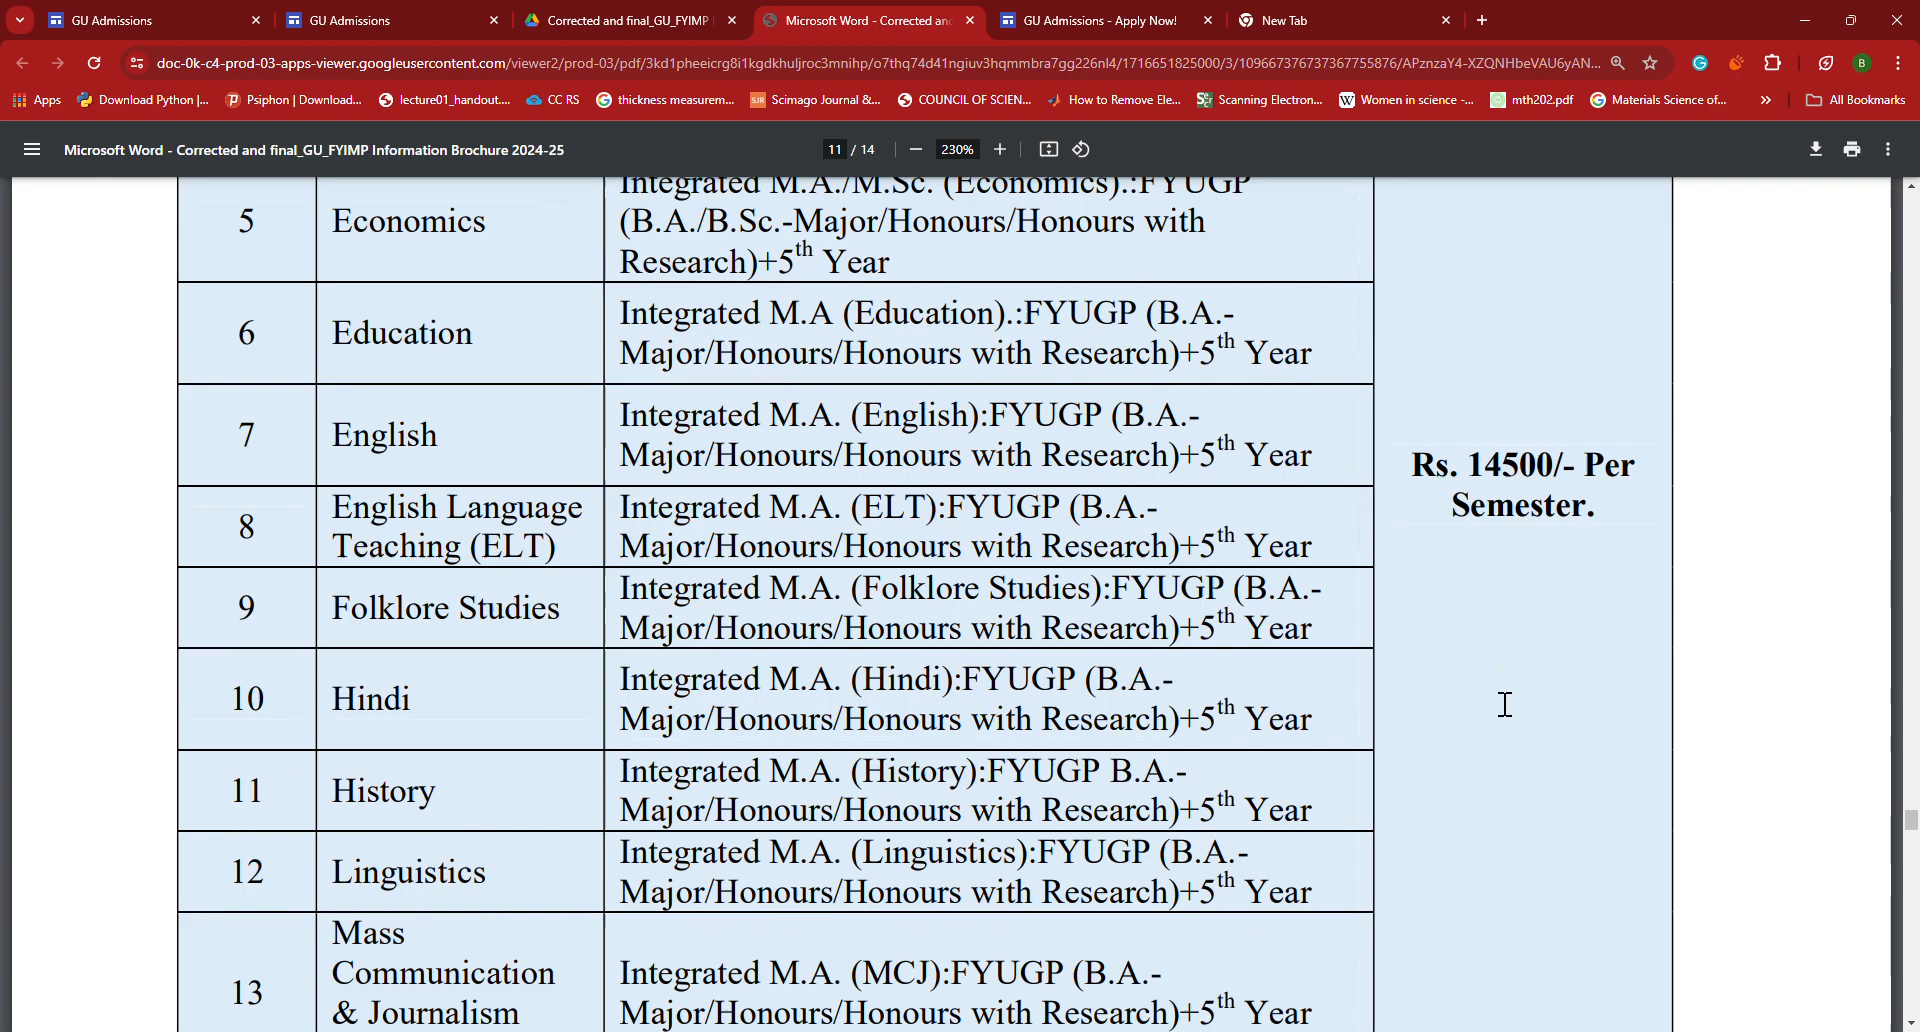 GU Admissions
GU Admissions
Corrected and final_GU_FYIMP
Microsoft Word - Corrected and
GU Admissions - Apply Now!
New Tab
doc-0k-c4-prod-03-apps-viewer.googleusercontent.com/viewer2/prod-03/pdf/3kd1pheeicrg8i1kgdkhuljroc3mnihp/o7thq74d41ngiuv3hqmmbra7gg226nl4/1716651825000/3/109667376737367755876/APznzaY4-XZQNHbeVAU6yAN...
B
Apps
Download Python |...
Psiphon | Download...
lecture01_handout....
CC RS
thickness measurem...
SJR
Scimago Journal &...
COUNCIL OF SCIEN...
How to Remove Ele...
Scanning Electron...
W
Women in science -...
mth202.pdf
Materials Science of...
All Bookmarks
Microsoft Word - Corrected and final_GU_FYIMP Information Brochure 2024-25
11 / 14
230%
5
Economics
Integrated M.A./M.Sc. (Economics).:FYUGP
(B.A./B.Sc.-Major/Honours/Honours with
Research)+5th Year
6
Education
Integrated M.A (Education).:FYUGP (B.A.-
Major/Honours/Honours with Research)+5th Year
7
English
Integrated M.A. (English):FYUGP (B.A.-
Major/Honours/Honours with Research)+5th Year
Rs. 14500/- Per
Semester.
8
English Language
Teaching (ELT)
Integrated M.A. (ELT):FYUGP (B.A.-
Major/Honours/Honours with Research)+5th Year
9
Folklore Studies
Integrated M.A. (Folklore Studies):FYUGP (B.A.-
Major/Honours/Honours with Research)+5th Year
10
Hindi
Integrated M.A. (Hindi):FYUGP (B.A.-
Major/Honours/Honours with Research)+5th Year
11
History
Integrated M.A. (History):FYUGP B.A.-
Major/Honours/Honours with Research)+5th Year
12
Linguistics
Integrated M.A. (Linguistics):FYUGP (B.A.-
Major/Honours/Honours with Research)+5th Year
13
Mass
Communication
& Journalism
Integrated M.A. (MCJ):FYUGP (B.A.-
Major/Honours/Honours with Research)+5th Year